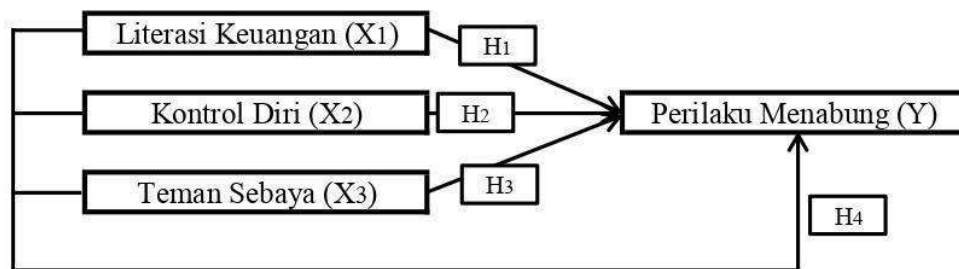 Literasi Keuangan (X1)
H1
Kontrol Diri (X2)
H2
Perilaku Menabung (Y)
Teman Sebaya (X3)
H3
H4